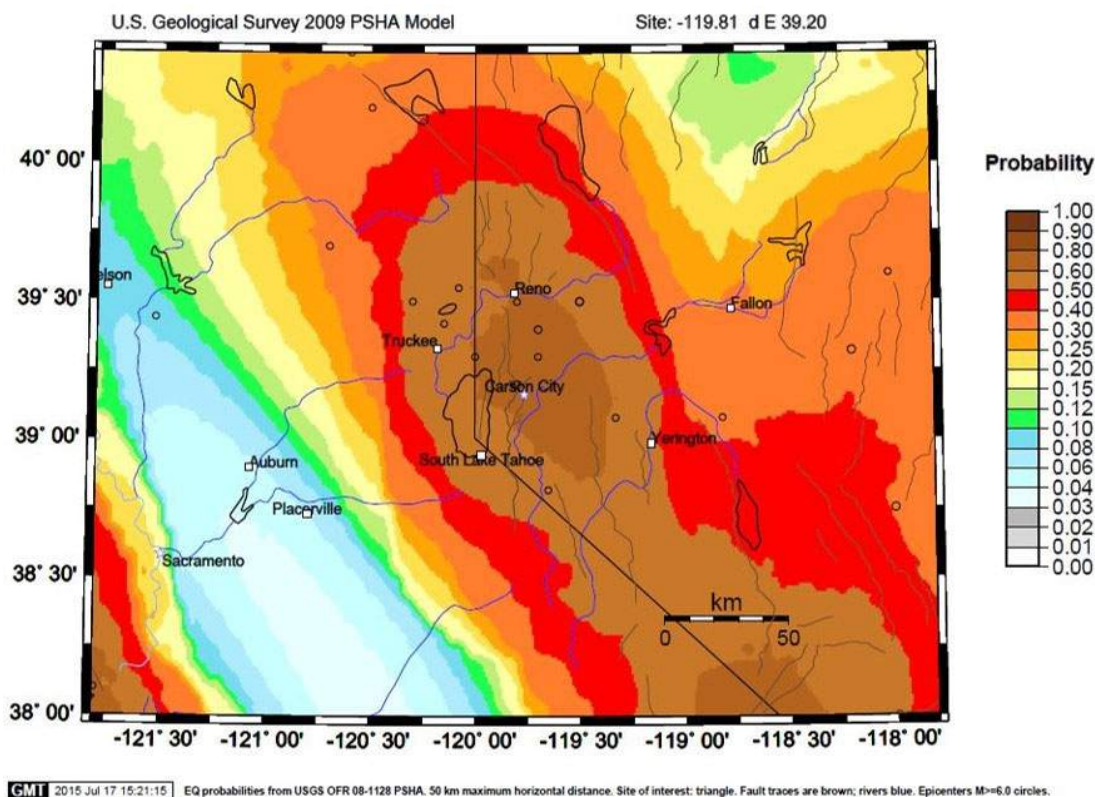 U.S. Geological Survey 2009 PSHA Model Site: -119.81 d E 39.20
40° 00'
39° 30'
39° 00'
38° 30'
38° 00'
elson
Reno
Fallon
Truckee
Carson City
Yerington
South Lake Tahoe
Auburn
Placerville
Sacramento
km
0 50
-121° 30' -121° 00' -120° 30' -120° 00' -119° 30' -119° 00' -118° 30' -118° 00'
Probability
1.00
0.90
0.80
0.60
0.50
0.40
0.30
0.25
0.20
0.15
0.12
0.10
0.08
0.06
0.04
0.03
0.02
0.01
0.00
GMT 2015 Jul 17 15:21:15 EQ probabilities from USGS OFR 08-1128 PSHA. 50 km maximum horizontal distance. Site of interest: triangle. Fault traces are brown; rivers blue. Epicenters M>=6.0 circles.